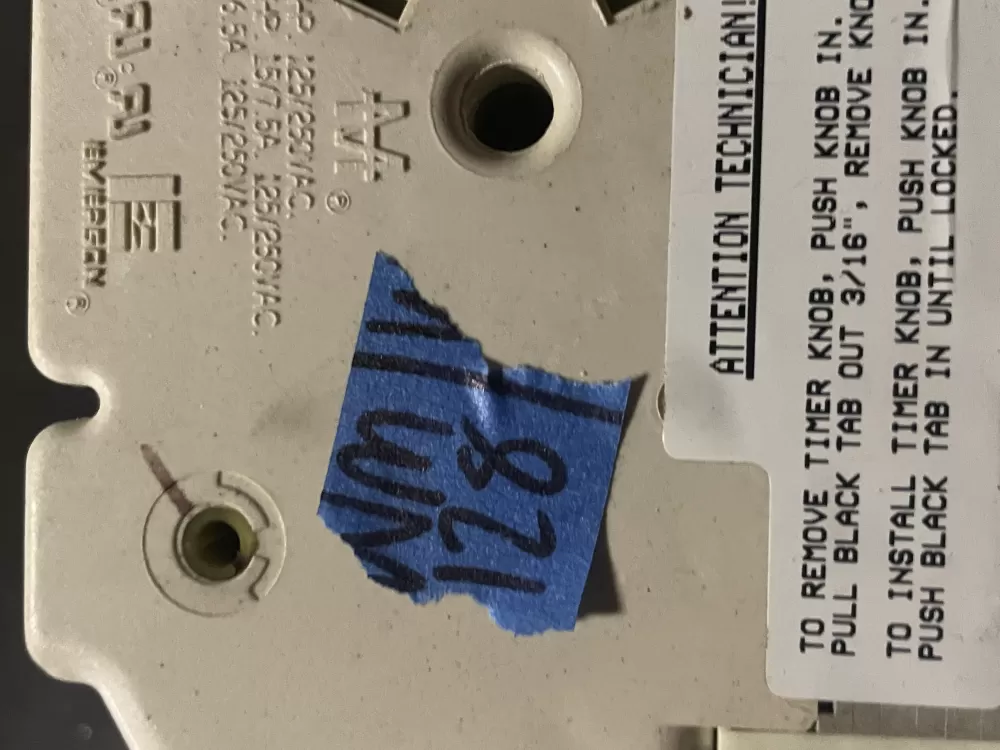 ATTENTION TECHNICIAN!
TO REMOVE TIMER KNOB, PUSH KNOB IN.
PULL BLACK TAB OUT 3/16", REMOVE KNO
TO INSTALL TIMER KNOB, PUSH KNOB IN.
PUSH BLACK TAB IN UNTIL LOCKED.
125/250VAC.
15/7.5A. 125/250VAC.
6.5A. 125/250VAC.
EMERSON
WM
128